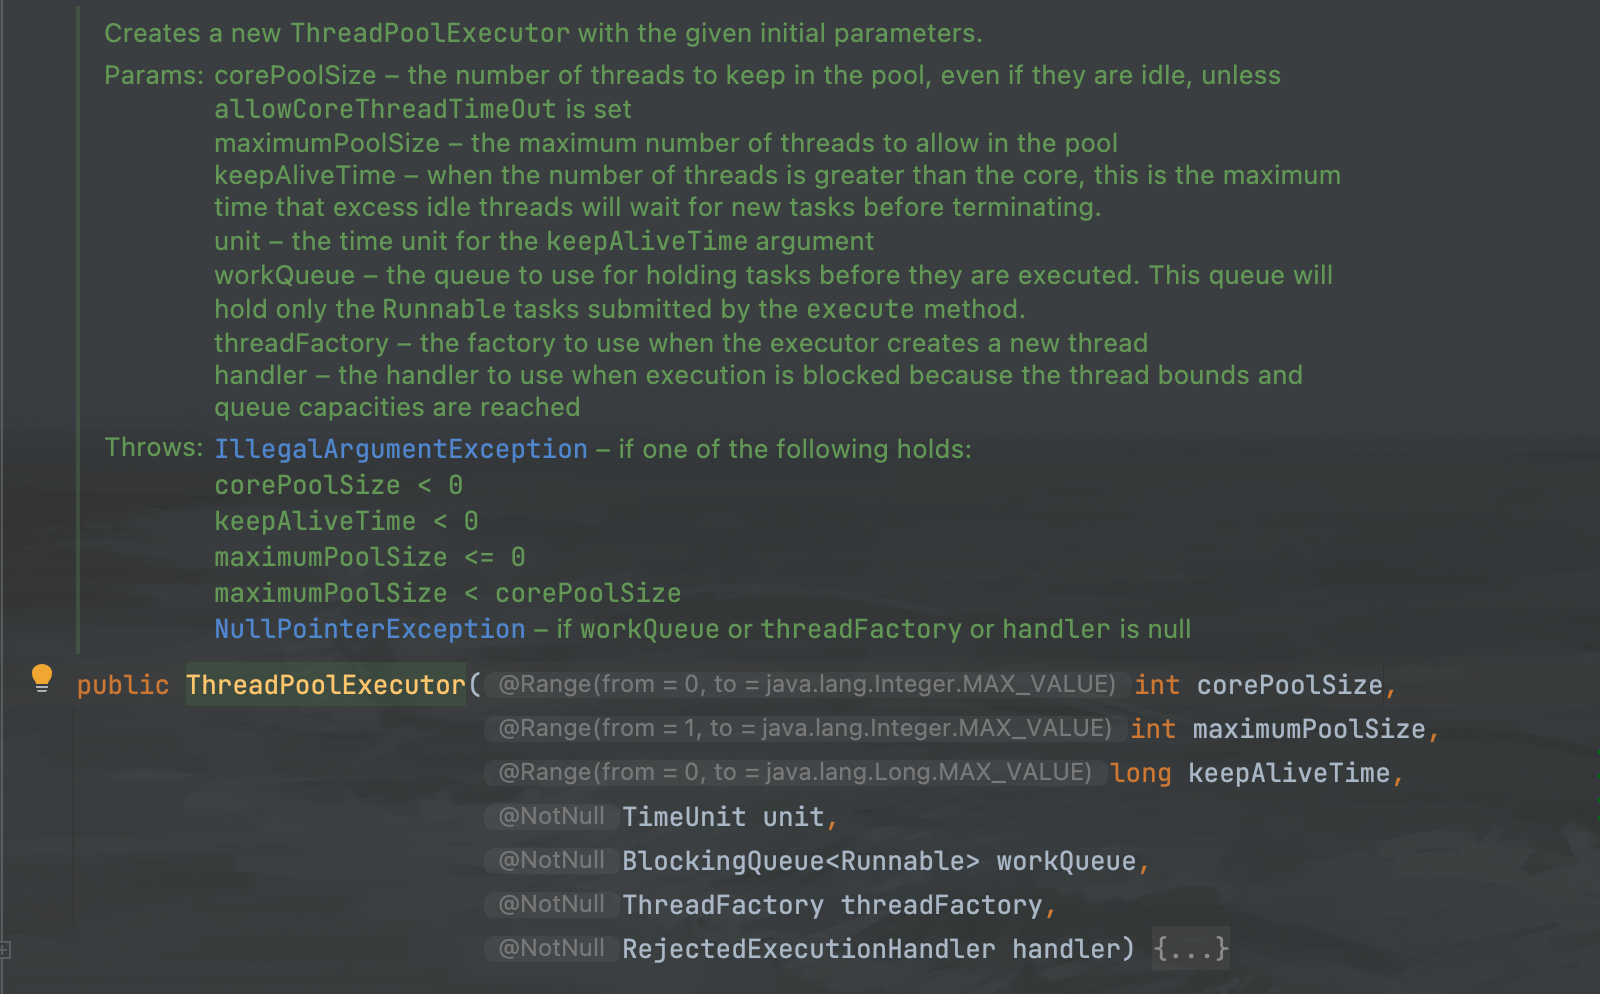 Creates a new ThreadPoolExecutor with the given initial parameters.
Params: corePoolSize – the number of threads to keep in the pool, even if they are idle, unless
allowCoreThreadTimeOut is set
maximumPoolSize – the maximum number of threads to allow in the pool
keepAliveTime – when the number of threads is greater than the core, this is the maximum
time that excess idle threads will wait for new tasks before terminating.
unit – the time unit for the keepAliveTime argument
workQueue – the queue to use for holding tasks before they are executed. This queue will
hold only the Runnable tasks submitted by the execute method.
threadFactory – the factory to use when the executor creates a new thread
handler – the handler to use when execution is blocked because the thread bounds and
queue capacities are reached
Throws: IllegalArgumentException – if one of the following holds:
corePoolSize < 0
keepAliveTime < 0
maximumPoolSize <= 0
maximumPoolSize < corePoolSize
NullPointerException – if workQueue or threadFactory or handler is null
public ThreadPoolExecutor( @Range(from = 0, to = java.lang.Integer.MAX_VALUE) int corePoolSize,
@Range(from = 1, to = java.lang.Integer.MAX_VALUE) int maximumPoolSize,
@Range(from = 0, to = java.lang.Long.MAX_VALUE) long keepAliveTime,
@NotNull TimeUnit unit,
@NotNull BlockingQueue<Runnable> workQueue,
@NotNull ThreadFactory threadFactory,
@NotNull RejectedExecutionHandler handler) {...}